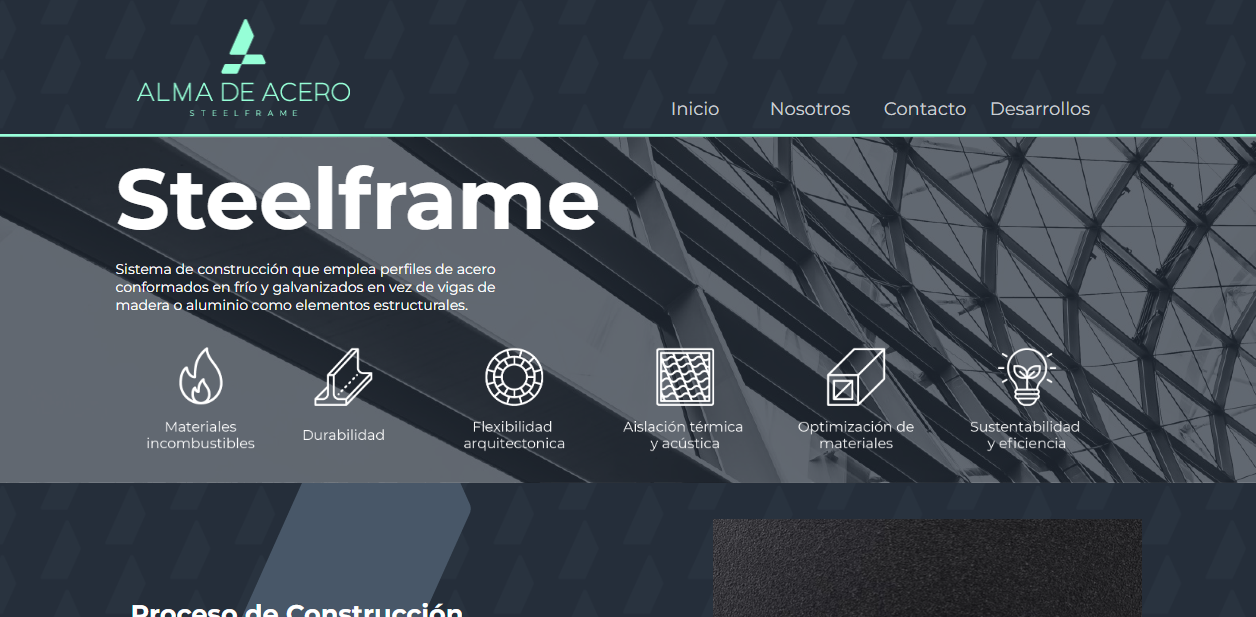 ALMA DE ACERO
STEELFRAME
Inicio Nosotros Contacto Desarrollos
Steelframe
Sistema de construcción que emplea perfiles de acero
conformados en frío y galvanizados en vez de vigas de
madera o aluminio como elementos estructurales.
Materiales
incombustibles
Durabilidad
Flexibilidad
arquitectonica
Aislación térmica
y acústica
Optimización de
materiales
Sustentabilidad
y eficiencia
Proceso de Construcción